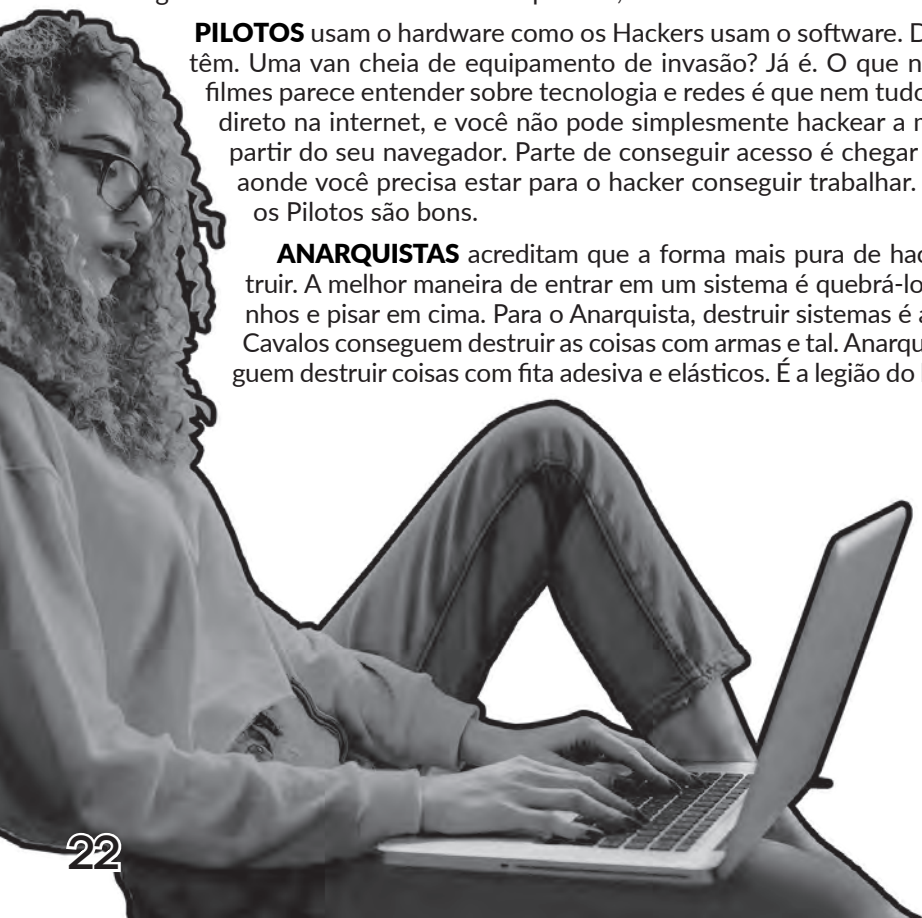 PILOTOS usam o hardware como os Hackers usam o software. D
têm. Uma van cheia de equipamento de invasão? Já é. O que n
filmes parece entender sobre tecnologia e redes é que nem tudo
direto na internet, e você não pode simplesmente hackear a
partir do seu navegador. Parte de conseguir acesso é chegar
aonde você precisa estar para o hacker conseguir trabalhar.
os Pilotos são bons.
ANARQUISTAS acreditam que a forma mais pura de hac
truir. A melhor maneira de entrar em um sistema é quebrá-lo
nhos e pisar em cima. Para o Anarquista, destruir sistemas é a
Cavalos conseguem destruir as coisas com armas e tal. Anarqu
guem destruir coisas com fita adesiva e elásticos. É a legião do
22